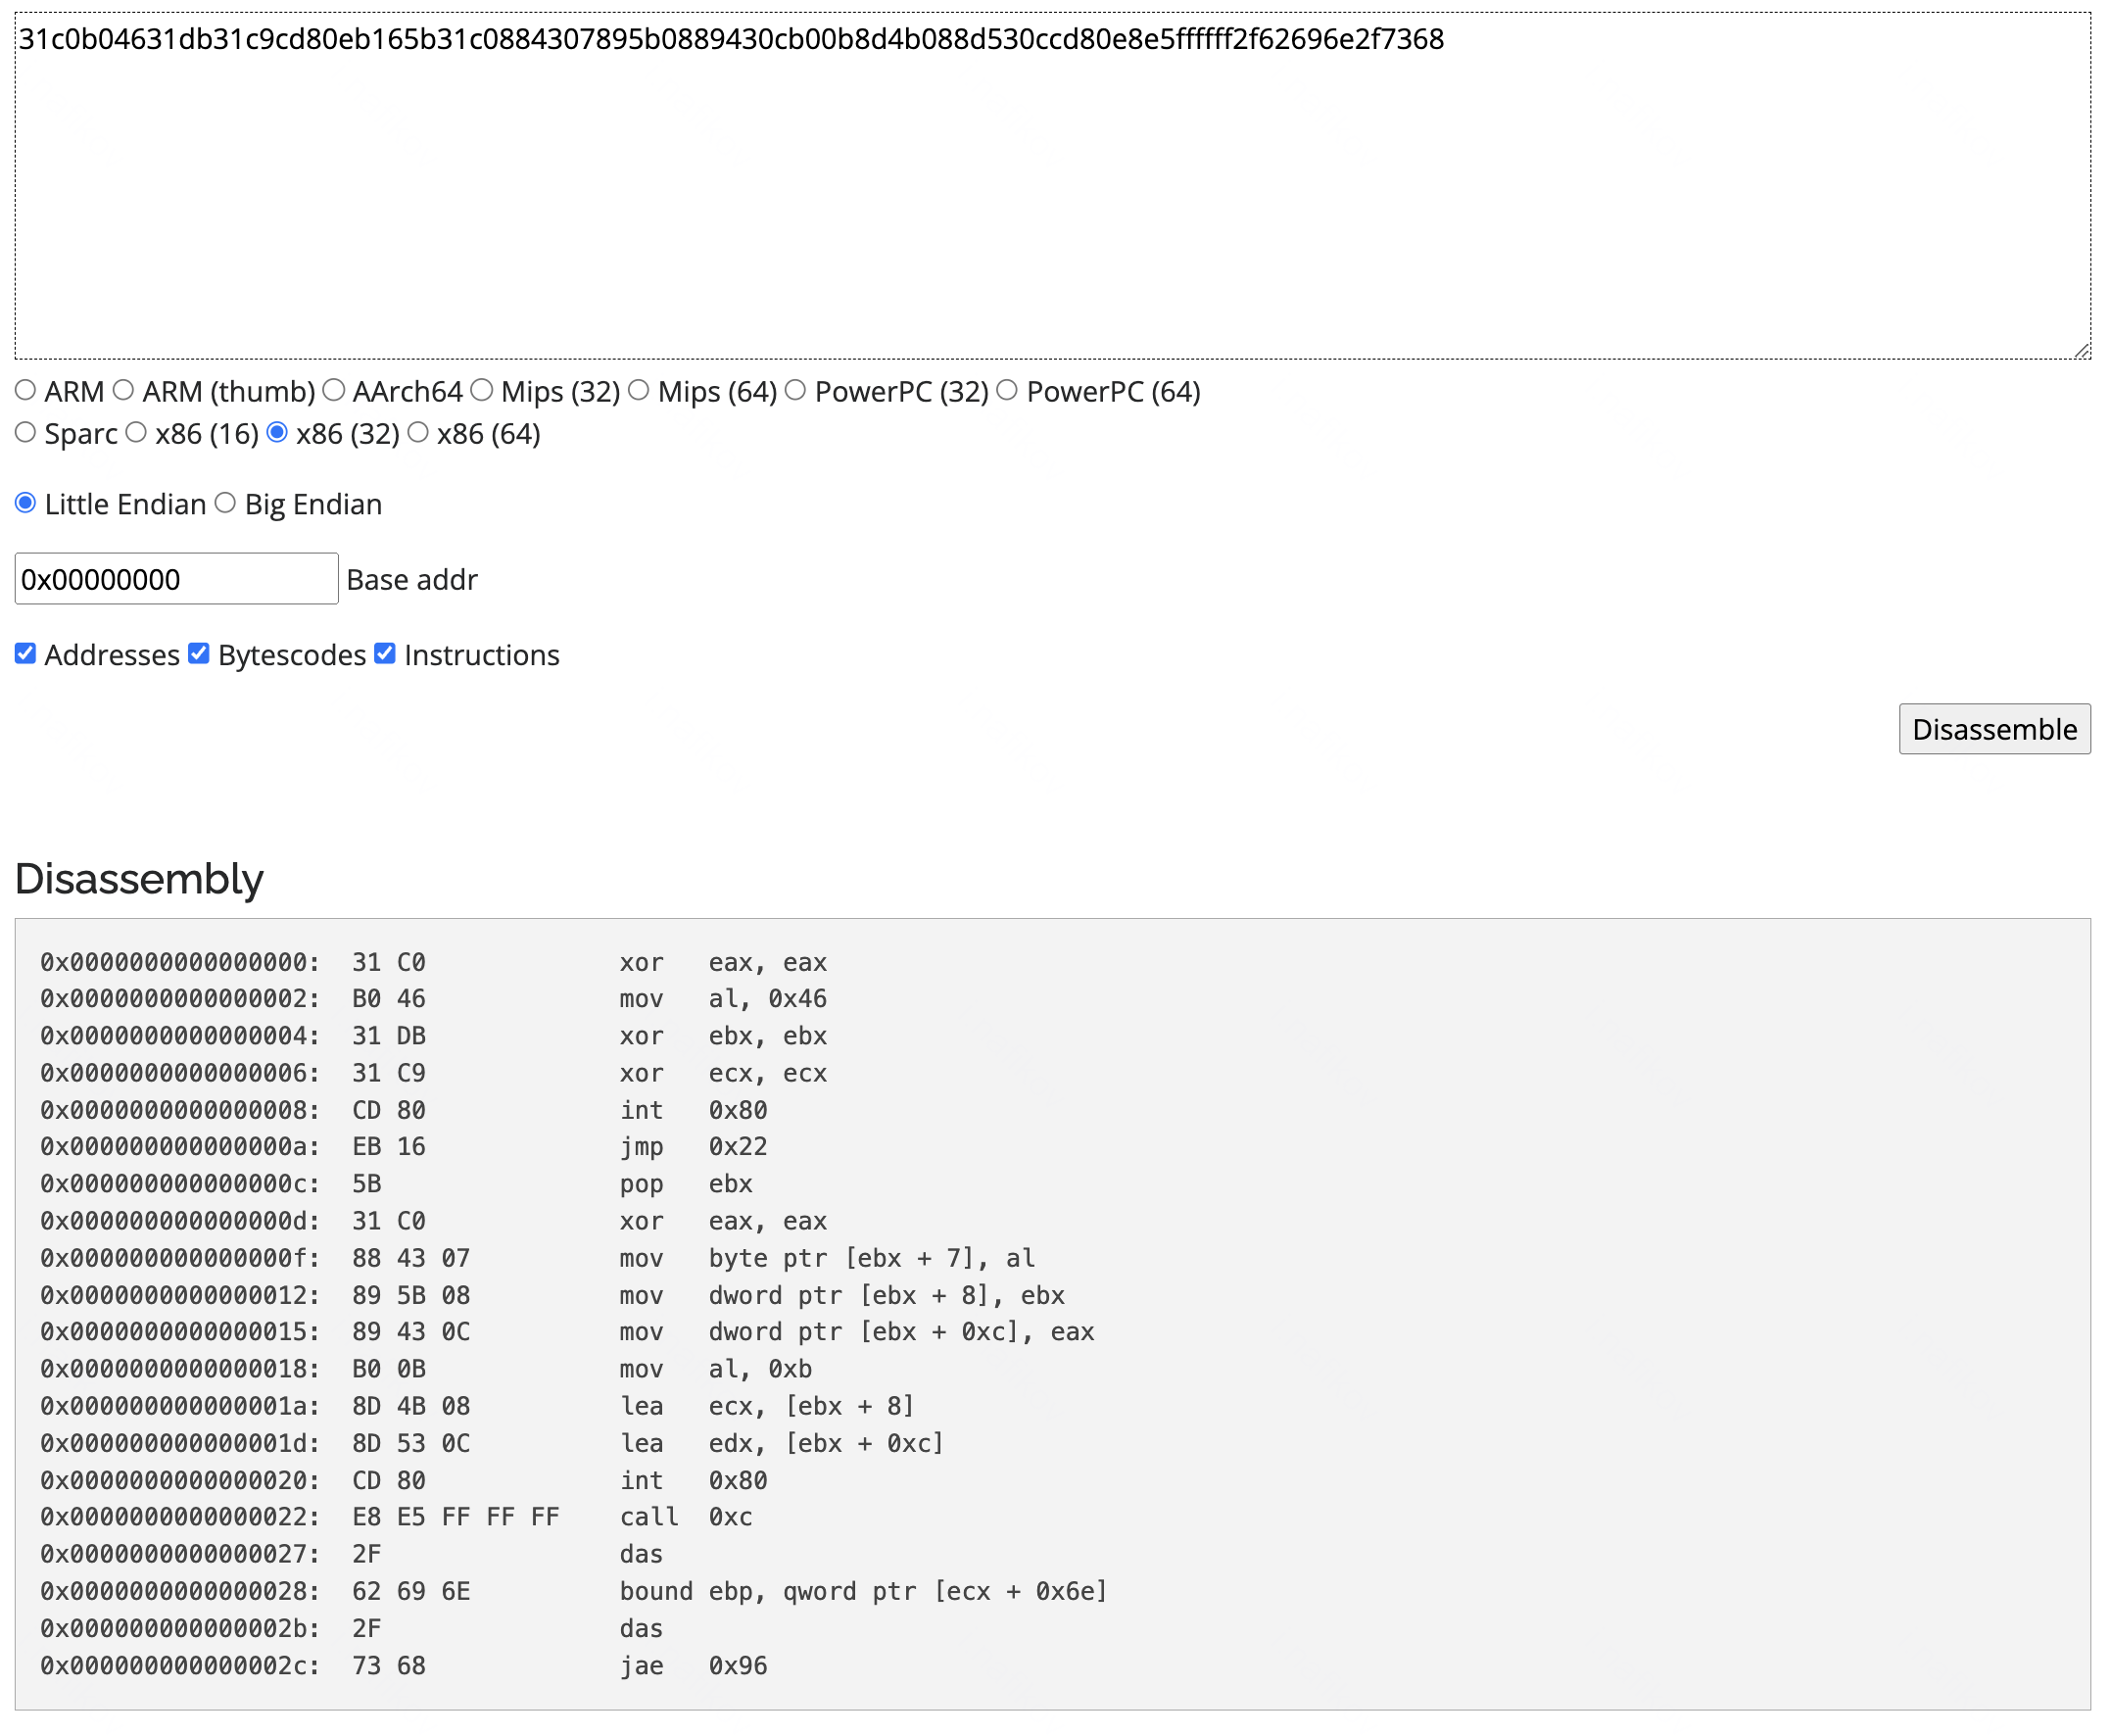 31c0b04631db31c9cd80eb165b31c0884307895b0889430cb00b8d4b088d530ccd80e8e5ffffff2f62696e2f7368
ARM ARM (thumb) AArch64 Mips (32) Mips (64) PowerPC (32) PowerPC (64)
Sparc x86 (16) x86 (32) x86 (64)
Little Endian Big Endian
0x00000000 Base addr
Addresses Bytescodes Instructions
Disassemble
Disassembly
0x0000000000000000: 31 C0 xor eax, eax
0x0000000000000002: B0 46 mov al, 0x46
0x0000000000000004: 31 DB xor ebx, ebx
0x0000000000000006: 31 C9 xor ecx, ecx
0x0000000000000008: CD 80 int 0x80
0x000000000000000a: EB 16 jmp 0x22
0x000000000000000c: 5B pop ebx
0x000000000000000d: 31 C0 xor eax, eax
0x000000000000000f: 88 43 07 mov byte ptr [ebx + 7], al
0x0000000000000012: 89 5B 08 mov dword ptr [ebx + 8], ebx
0x0000000000000015: 89 43 0C mov dword ptr [ebx + 0xc], eax
0x0000000000000018: B0 0B mov al, 0xb
0x000000000000001a: 8D 4B 08 lea ecx, [ebx + 8]
0x000000000000001d: 8D 53 0C lea edx, [ebx + 0xc]
0x0000000000000020: CD 80 int 0x80
0x0000000000000022: E8 E5 FF FF FF call 0xc
0x0000000000000027: 2F das
0x0000000000000028: 62 69 6E bound ebp, qword ptr [ecx + 0x6e]
0x000000000000002b: 2F das
0x000000000000002c: 73 68 jae 0x96